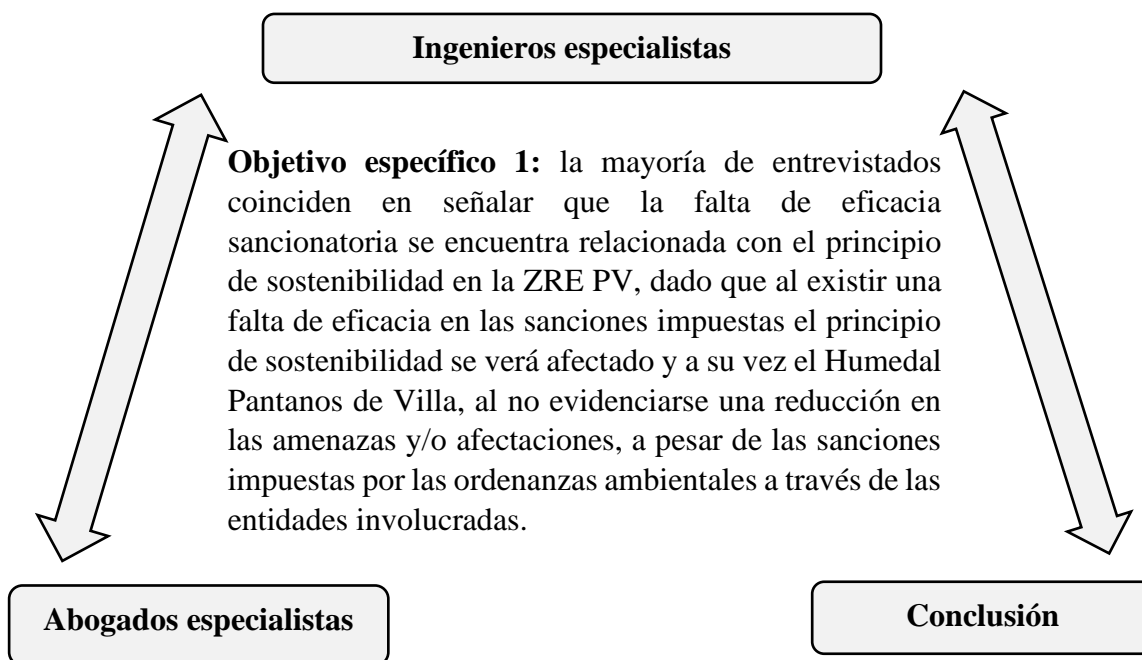 Ingenieros especialistas
Objetivo específico 1: la mayoría de entrevistados
coinciden en señalar que la falta de eficacia
sancionatoria se encuentra relacionada con el principio
de sostenibilidad en la ZRE PV, dado que al existir una
falta de eficacia en las sanciones impuestas el principio
de sostenibilidad se verá afectado y a su vez el Humedal
Pantanos de Villa, al no evidenciarse una reducción en
las amenazas y/o afectaciones, a pesar de las sanciones
impuestas por las ordenanzas ambientales a través de las
entidades involucradas.
Abogados especialistas
Conclusión